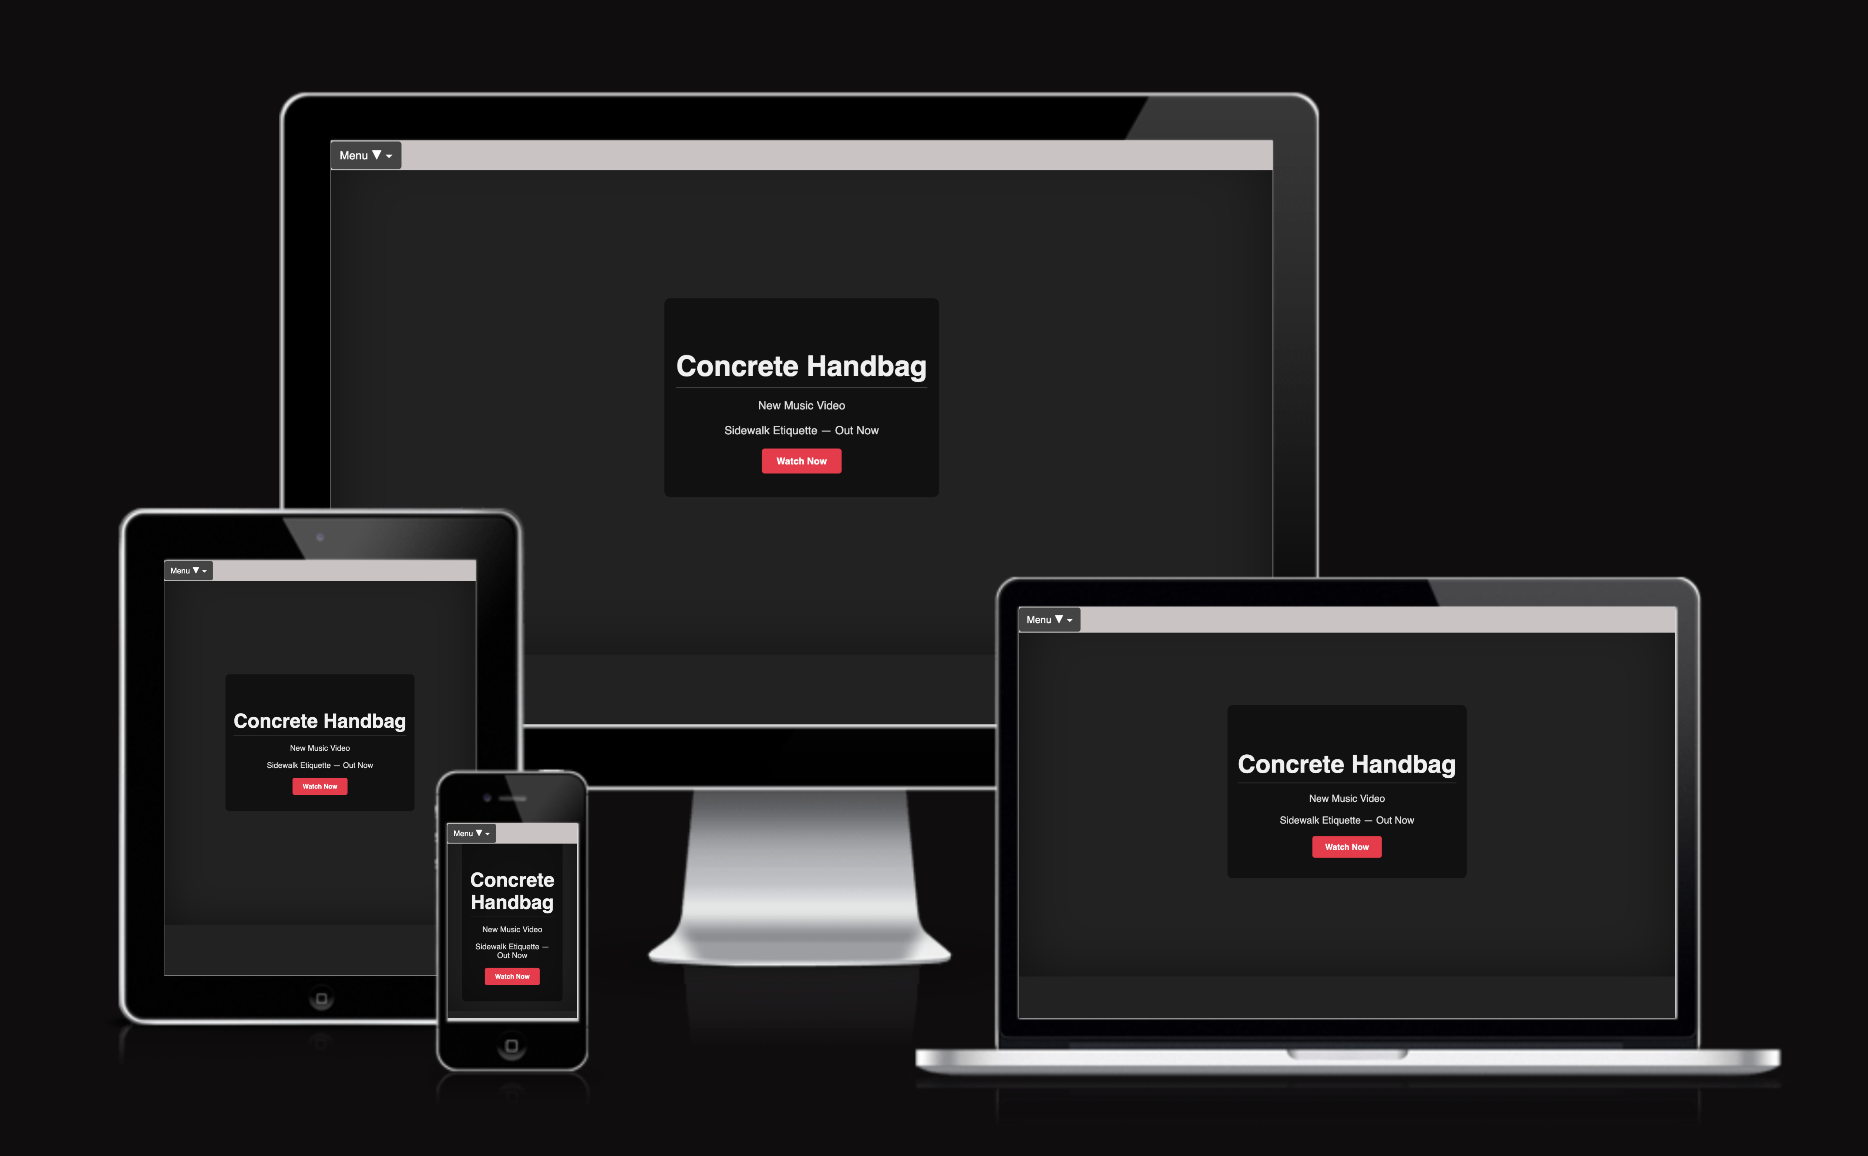 Menu ▼
Concrete Handbag
New Music Video
Sidewalk Etiquette — Out Now
Watch Now
Menu ▼
Concrete Handbag
New Music Video
Sidewalk Etiquette — Out Now
Watch Now
Menu ▼
Concrete
Handbag
New Music Video
Sidewalk Etiquette —
Out Now
Watch Now
Menu ▼
Concrete Handbag
New Music Video
Sidewalk Etiquette — Out Now
Watch Now